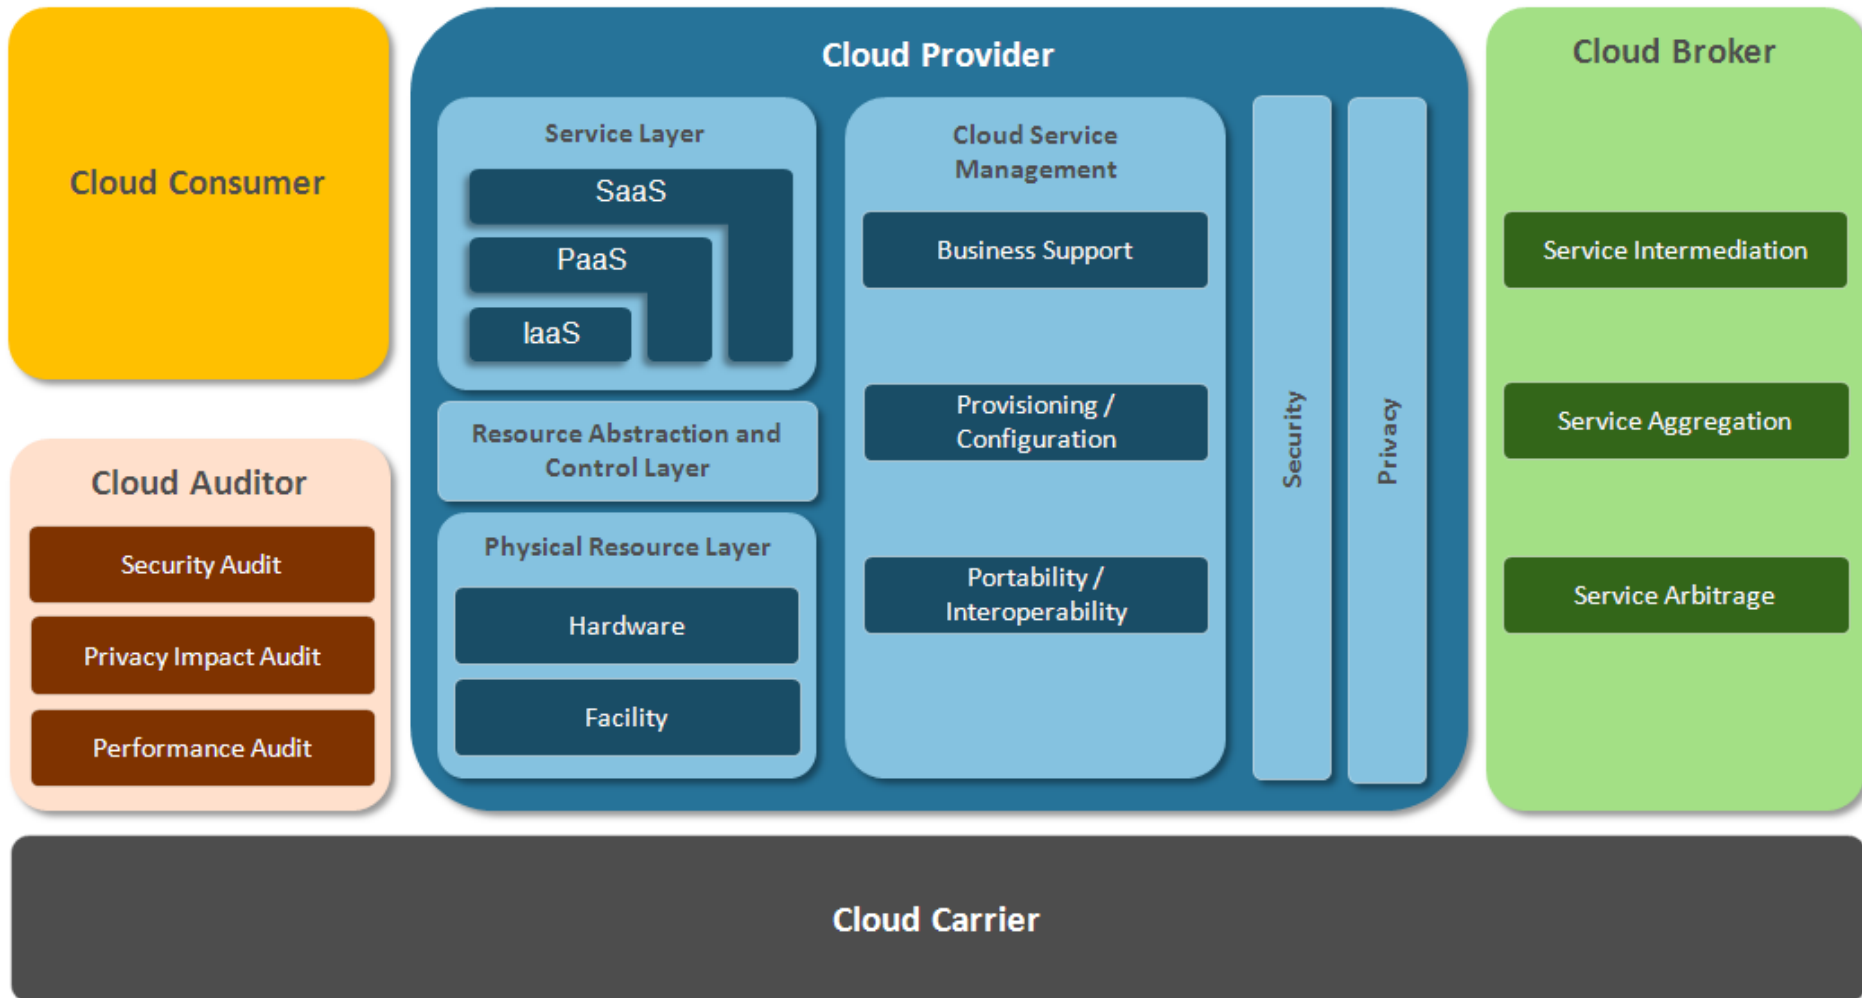 Cloud Consumer
Cloud Auditor
Security Audit
Privacy Impact Audit
Performance Audit
Cloud Provider
Service Layer
SaaS
PaaS
IaaS
Resource Abstraction and
Control Layer
Physical Resource Layer
Hardware
Facility
Cloud Service
Management
Business Support
Provisioning /
Configuration
Portability /
Interoperability
Security
Privacy
Cloud Broker
Service Intermediation
Service Aggregation
Service Arbitrage
Cloud Carrier